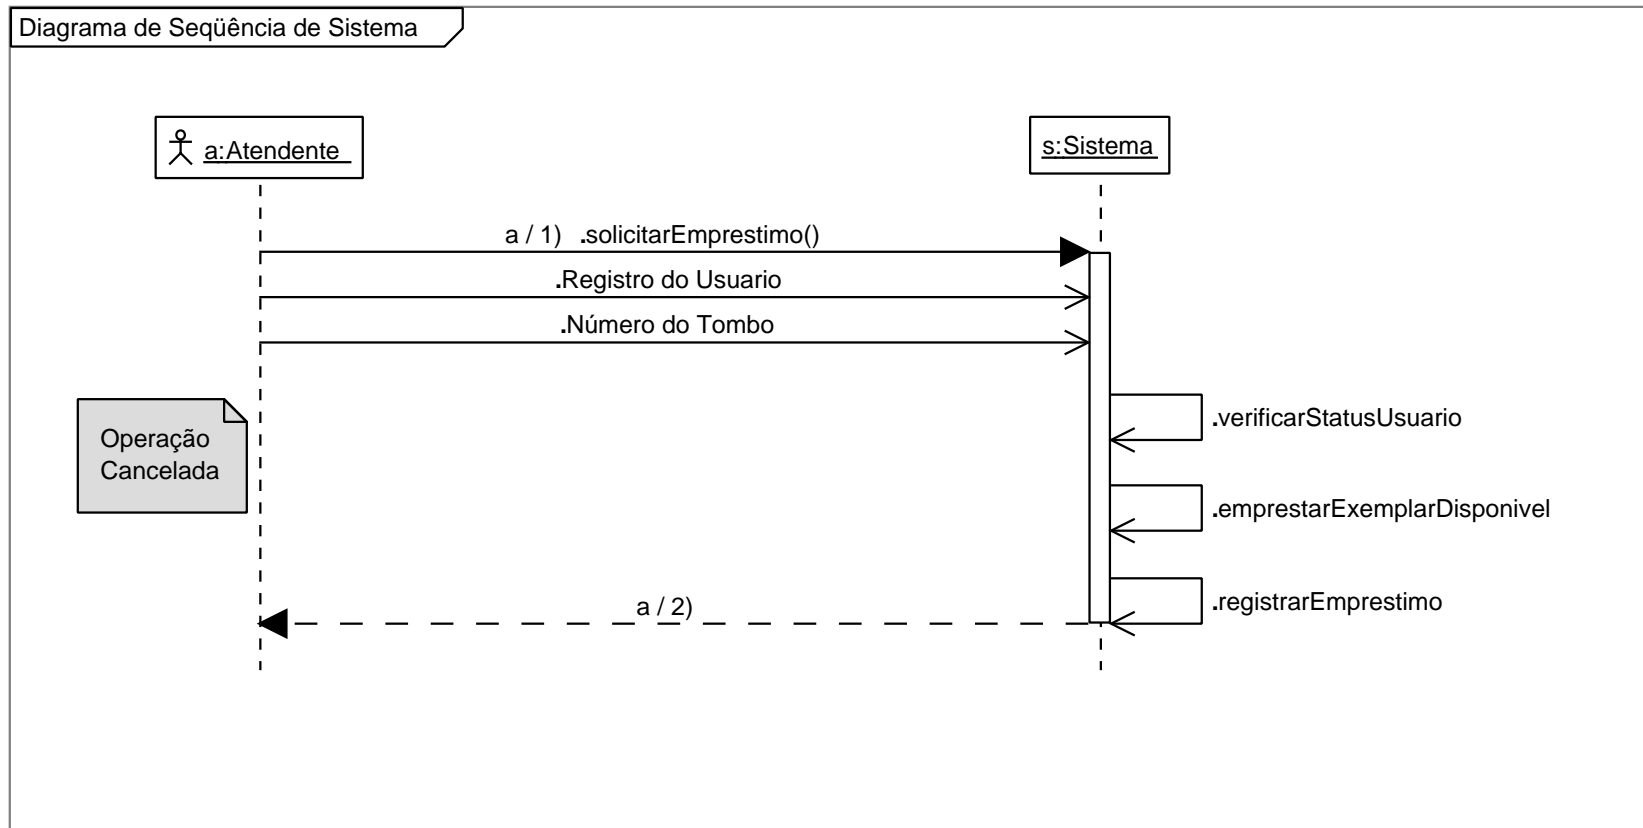 Diagrama de Seqüência de Sistema
a:Atendente
s:Sistema
a / 1) .solicitarEmprestimo()
.Registro do Usuario
.Número do Tombo
Operação
Cancelada
.verificarStatusUsuario
.emprestarExemplarDisponivel
.registrarEmprestimo
a / 2)